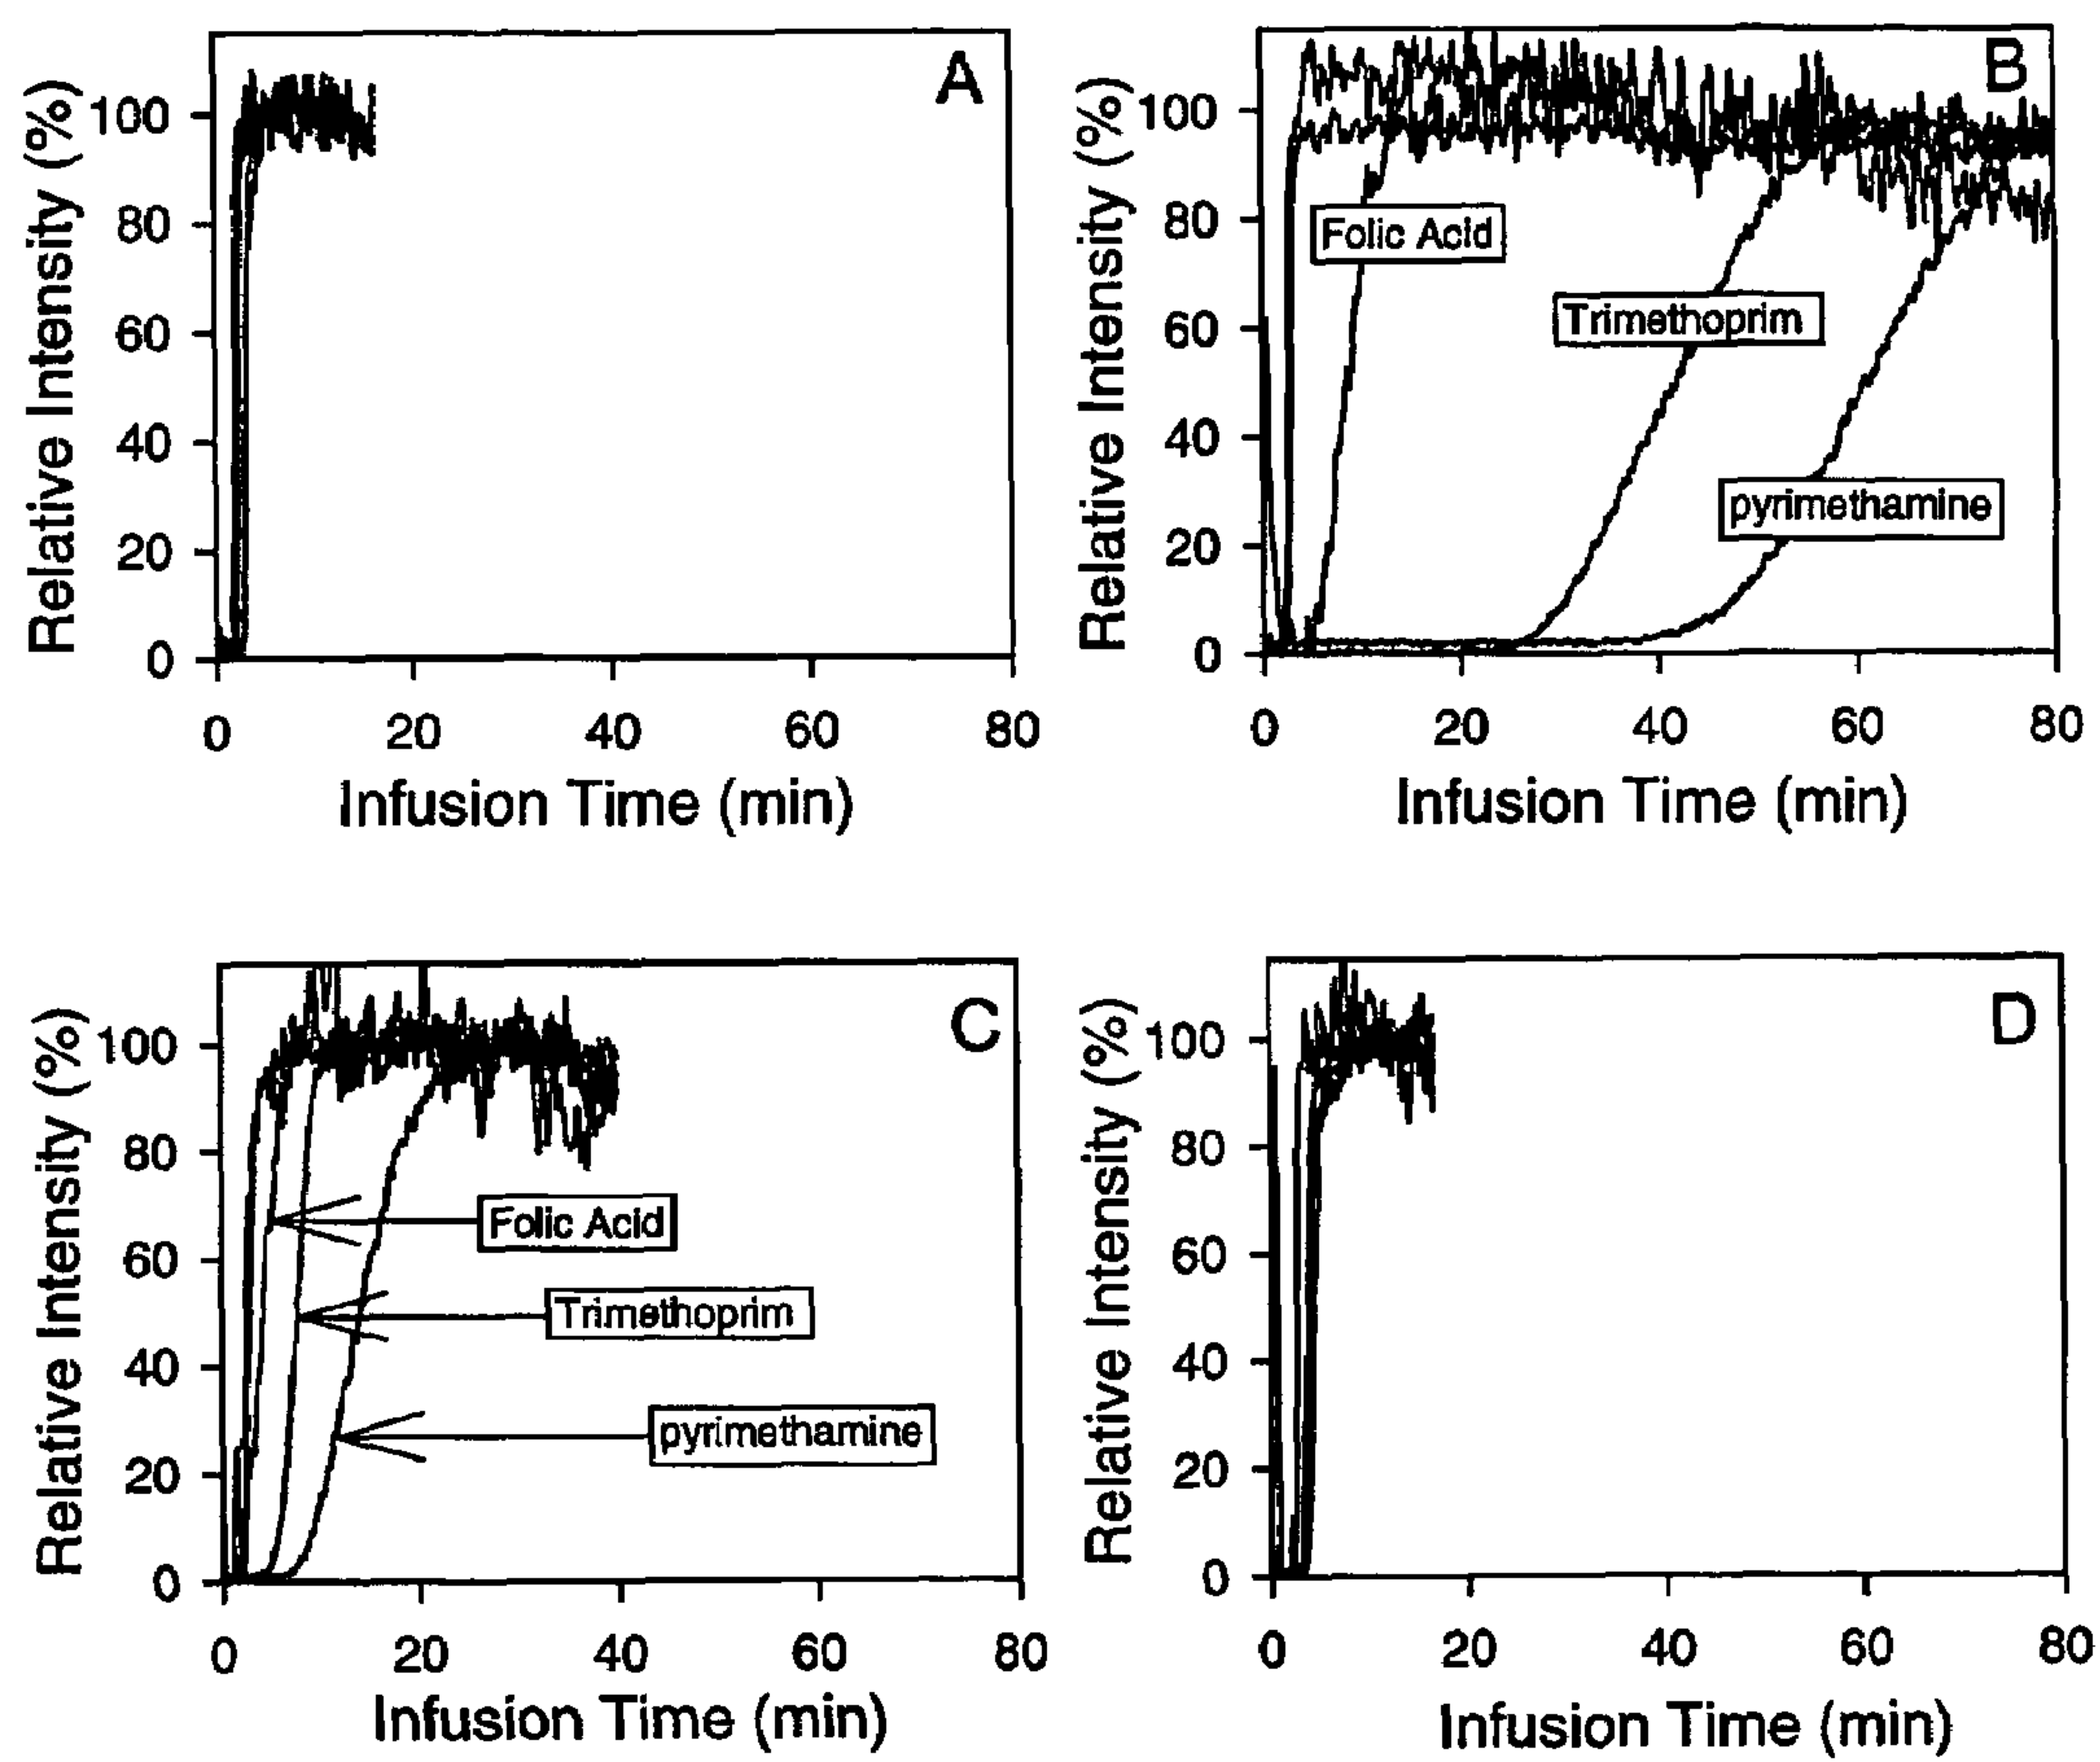 A
Relative Intensity (%)
100
80
60
40
20
0
0 20 40 60 80
Infusion Time (min)
B
Relative Intensity (%)
100
80
60
40
20
0
Folic Acid
Trimethoprim
pyrimethamine
0 20 40 60 80
Infusion Time (min)
C
Relative Intensity (%)
100
80
60
40
20
0
Folic Acid
Trimethoprim
pyrimethamine
0 20 40 60 80
Infusion Time (min)
D
Relative Intensity (%)
100
80
60
40
20
0
0 20 40 60 80
Infusion Time (min)